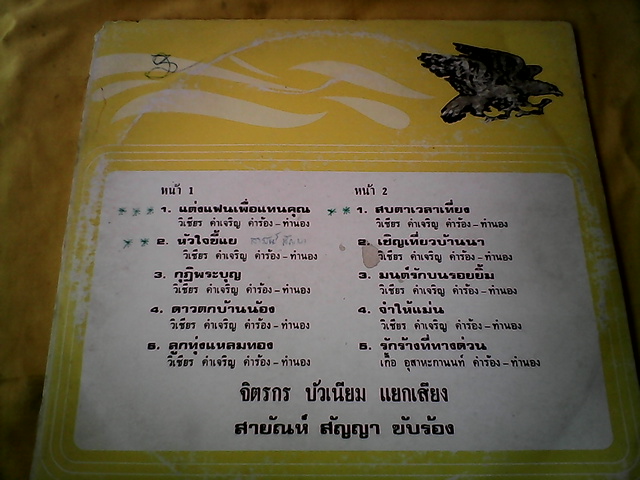 หน้า 1
1. แต่งแฟนเพื่อแทนคุณ
วิเชียร คำเจริญ คำร้อง-ทำนอง
2. หัวใจขี้แย
วิเชียร คำเจริญ คำร้อง-ทำนอง
3. กุฏิพระบุญ
วิเชียร คำเจริญ คำร้อง-ทำนอง
4. ดาวตกบ้านน้อง
วิเชียร คำเจริญ คำร้อง-ทำนอง
5. ลูกทุ่งแหลมทอง
วิเชียร คำเจริญ คำร้อง-ทำนอง
หน้า 2
1. สบตาเวลาเที่ยง
วิเชียร คำเจริญ คำร้อง-ทำนอง
2. เชิญเที่ยวบ้านนา
วิเชียร คำเจริญ คำร้อง-ทำนอง
3. มนต์รักบนรอยยิ้ม
วิเชียร คำเจริญ คำร้อง-ทำนอง
4. จำให้แม่น
วิเชียร คำเจริญ คำร้อง-ทำนอง
5. รักร้างที่ทางด่วน
เกื้อ อุสาหะกานนท์ คำร้อง-ทำนอง
จิตรกร บัวเนียม แยกเสียง
สายัณห์ สัญญา ขับร้อง